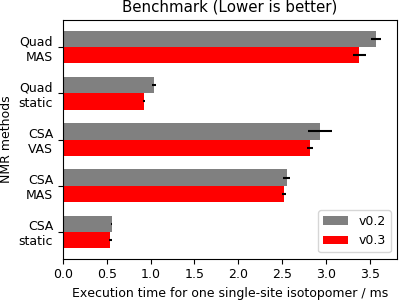 Benchmark (Lower is better)
NMR methods
Quad
MAS
Quad
static
CSA
VAS
CSA
MAS
CSA
static
v0.2
v0.3
0.0 0.5 1.0 1.5 2.0 2.5 3.0 3.5
Execution time for one single-site isotopomer / ms